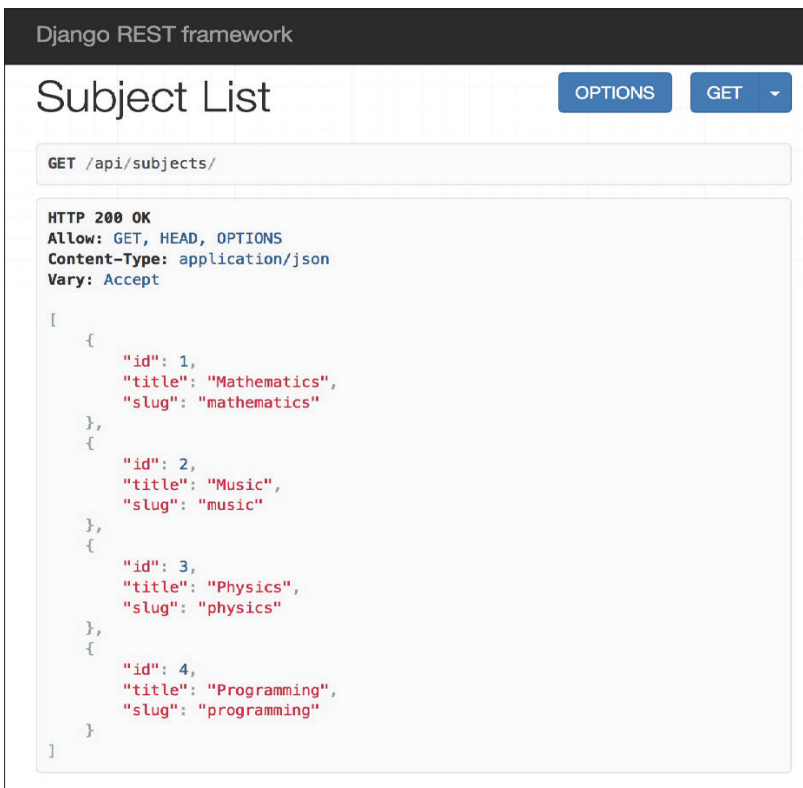 Django REST framework
Subject List
OPTIONS
GET
GET /api/subjects/
HTTP 200 OK
Allow: GET, HEAD, OPTIONS
Content-Type: application/json
Vary: Accept
[
    {
        "id": 1,
        "title": "Mathematics",
        "slug": "mathematics"
    },
    {
        "id": 2,
        "title": "Music",
        "slug": "music"
    },
    {
        "id": 3,
        "title": "Physics",
        "slug": "physics"
    },
    {
        "id": 4,
        "title": "Programming",
        "slug": "programming"
    }
]